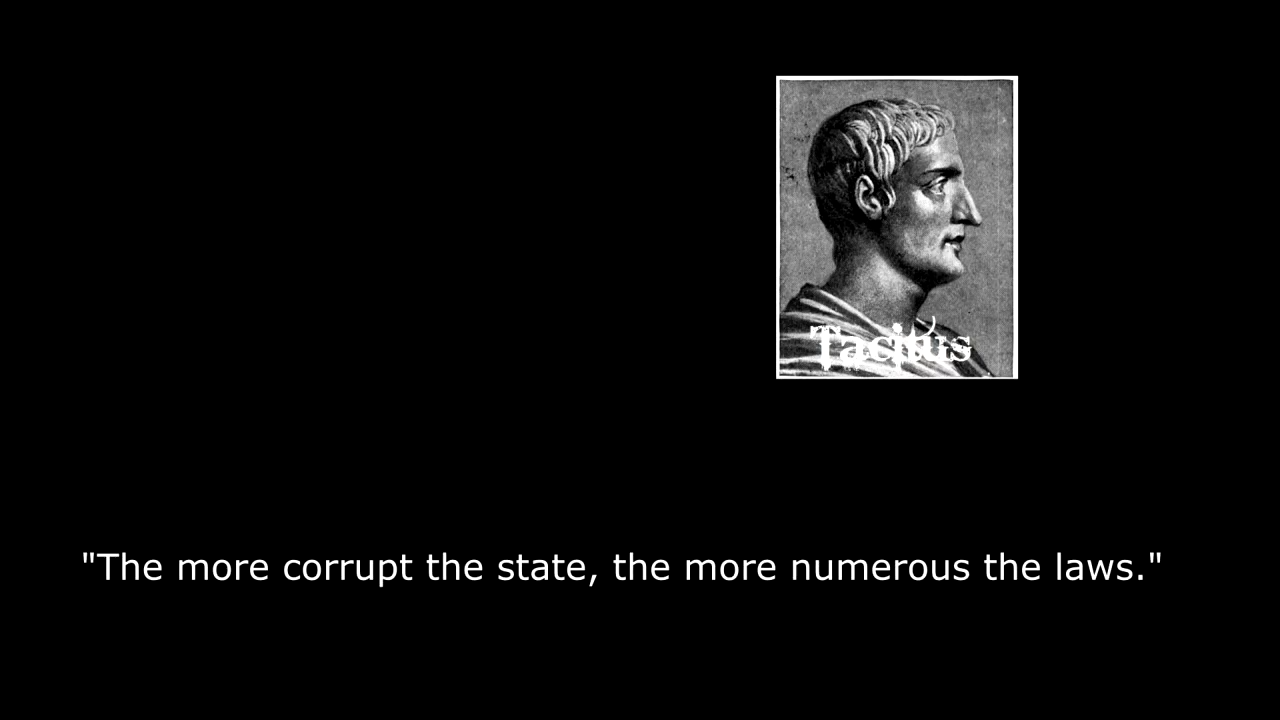 Tacitus
"The more corrupt the state, the more numerous the laws."